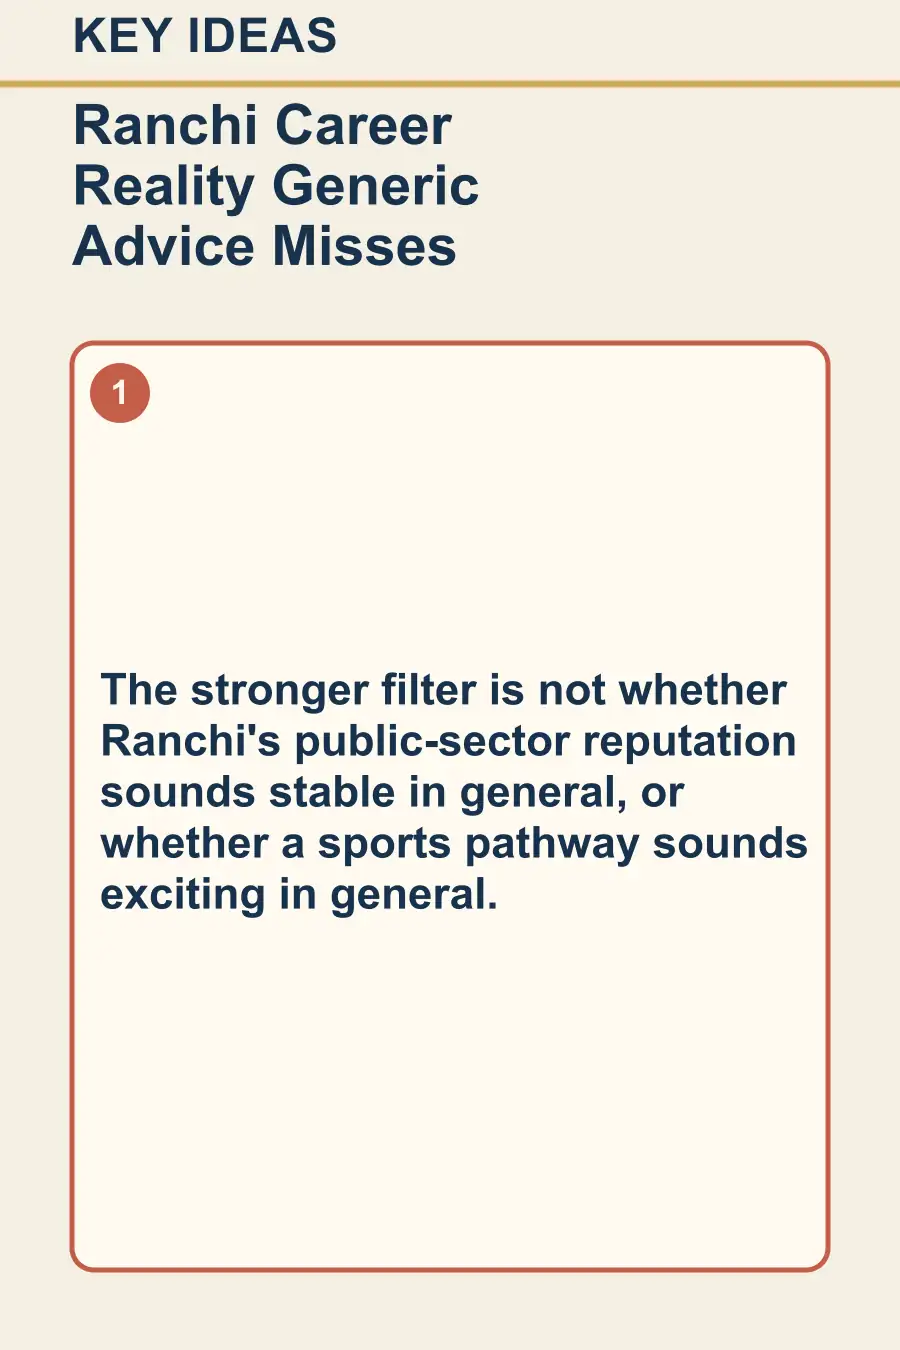 KEY IDEAS
Ranchi Career
Reality Generic
Advice Misses
1
The stronger filter is not whether
Ranchi's public-sector reputation
sounds stable in general, or
whether a sports pathway sounds
exciting in general.